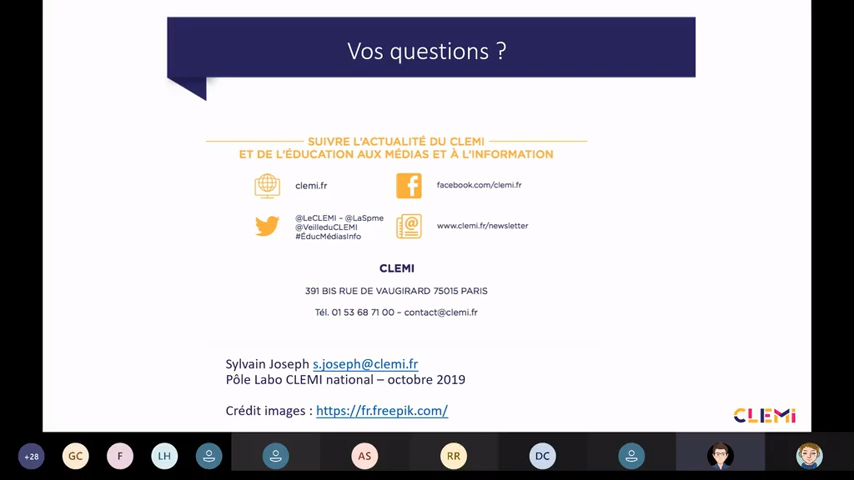 Vos questions ?
SUIVRE L'ACTUALITÉ DU CLEMI
ET DE L'ÉDUCATION AUX MÉDIAS ET À L'INFORMATION
clemi.fr
facebook.com/clemi.fr
@LeCLEMI – @LaSpme
@VeilleduCLEMI
#ÉducMédiasInfo
www.clemi.fr/newsletter
CLEMI
391 BIS RUE DE VAUGIRARD 75015 PARIS
Tél. 01 53 68 71 00 – contact@clemi.fr
Sylvain Joseph s.joseph@clemi.fr
Pôle Labo CLEMI national – octobre 2019
Crédit images : https://fr.freepik.com/
CLEMI
+28 GC F LH AS RR DC